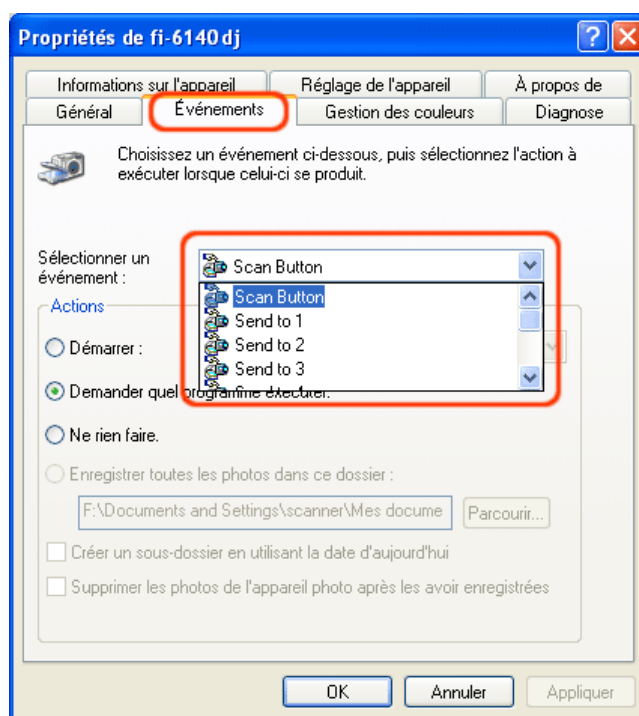 Propriétés de fi-6140dj
Informations sur l'appareil Réglage de l'appareil À propos de
Général Événements Gestion des couleurs Diagnose
Choisissez un événement ci-dessous, puis sélectionnez l'action à
exécuter lorsque celui-ci se produit.
Sélectionner un
événement :
Scan Button
Scan Button
Send to 1
Send to 2
Send to 3
Actions
Démarrer :
Demander quel programme exécuter.
Ne rien faire.
Enregistrer toutes les photos dans ce dossier :
F:\Documents and Settings\scanner\Mes docume Parcourir...
Créer un sous-dossier en utilisant la date d'aujourd'hui
Supprimer les photos de l'appareil photo après les avoir enregistrées
OK Annuler Appliquer